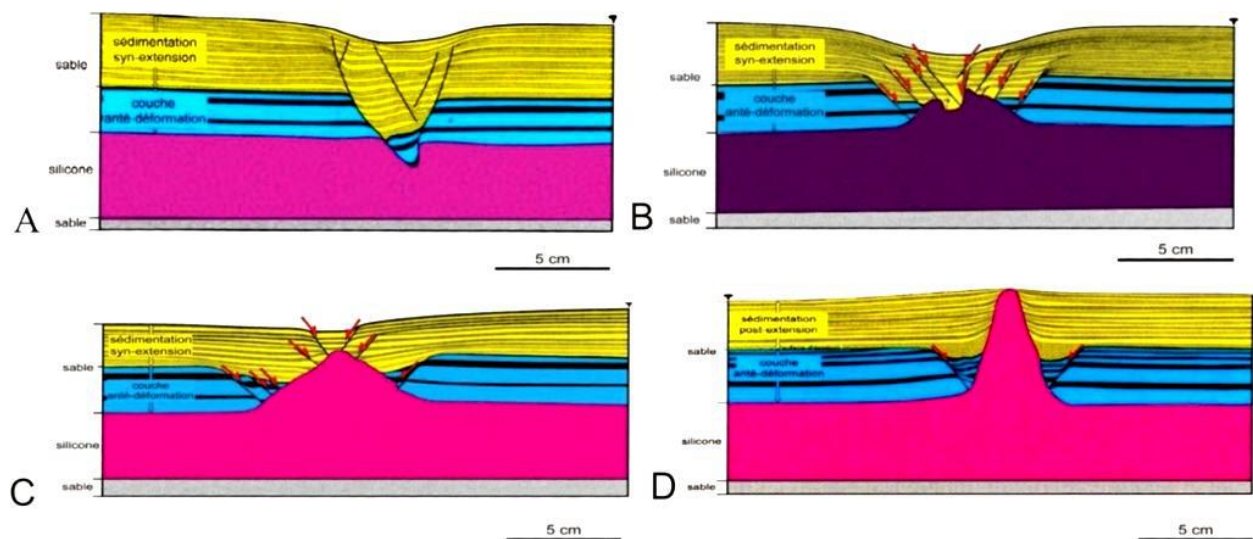 sédimentation
syn-extension
sable
couche
anté-déformation
silicone
sable
A
5 cm
sédimentation
syn-extension
sable
couche
anté-déformation
silicone
sable
B
5 cm
sédimentation
syn-extension
sable
couche
anté-déformation
silicone
sable
C
5 cm
sédimentation
post-extension
sable
couche
anté-déformation
silicone
sable
D
5 cm